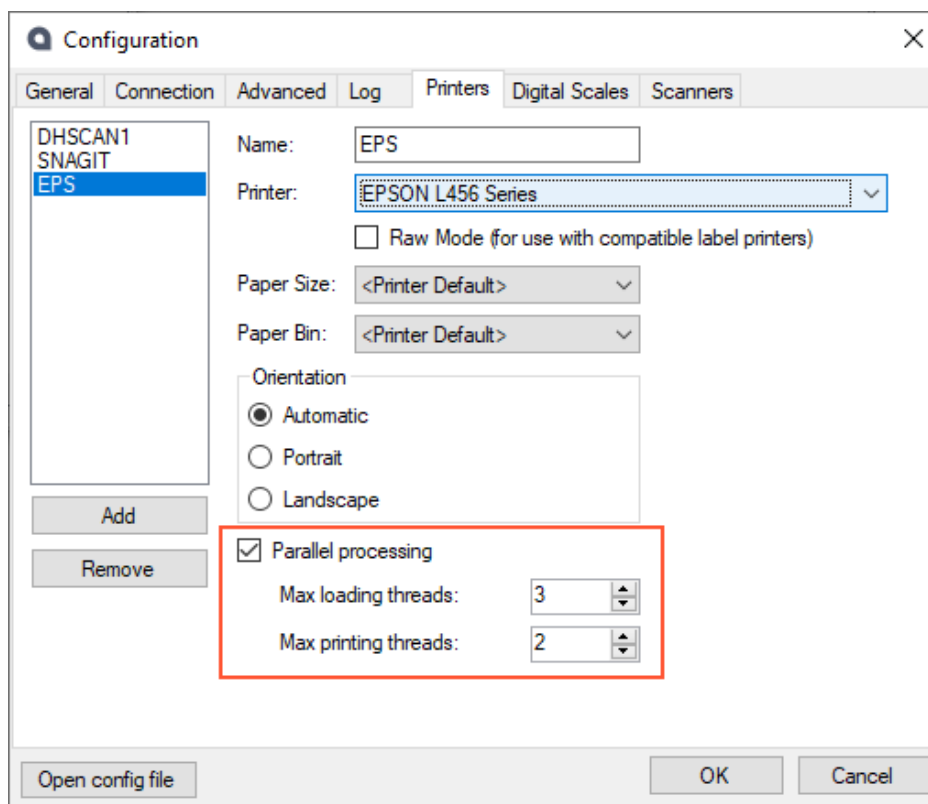 Configuration
General Connection Advanced Log Printers Digital Scales Scanners
DHSCAN1
SNAGIT
EPS
Add
Remove
Name: EPS
Printer: EPSON L456 Series
Raw Mode (for use with compatible label printers)
Paper Size: <Printer Default>
Paper Bin: <Printer Default>
Orientation
Automatic
Portrait
Landscape
Parallel processing
Max loading threads: 3
Max printing threads: 2
Open config file OK Cancel